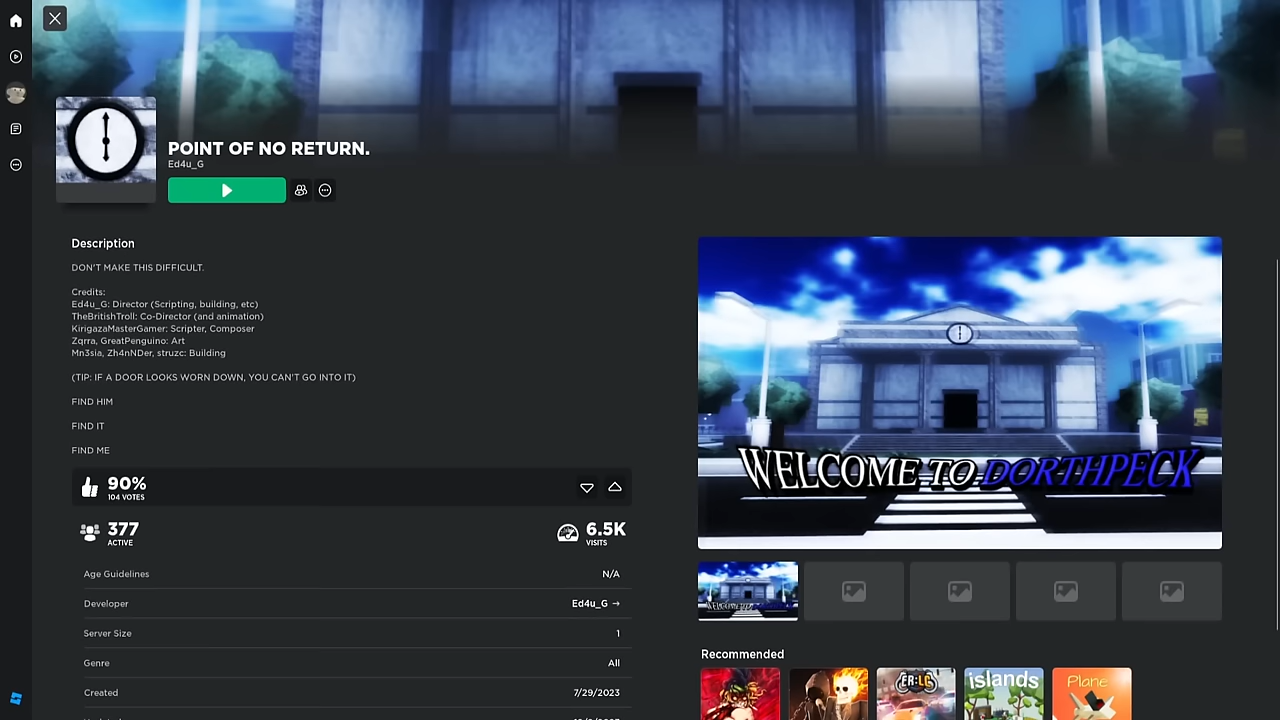 POINT OF NO RETURN.
Ed4u_G
Description
DON'T MAKE THIS DIFFICULT.
Credits:
Ed4u_G: Director (Scripting, building, etc)
TheBritishTroll: Co-Director (and animation)
KirigazaMasterGamer: Scripter, Composer
Zqrra, GreatPenguino: Art
Mn3sia, Zh4nNDer, struzc: Building
(TIP: IF A DOOR LOOKS WORN DOWN, YOU CAN'T GO INTO IT)
FIND HIM
FIND IT
FIND ME
90%
104 VOTES
377
ACTIVE
6.5K
VISITS
Age Guidelines N/A
Developer Ed4u_G →
Server Size 1
Genre All
Created 7/29/2023
WELCOME TO DORTHPECK
Recommended
ER:LC
islands
Plane